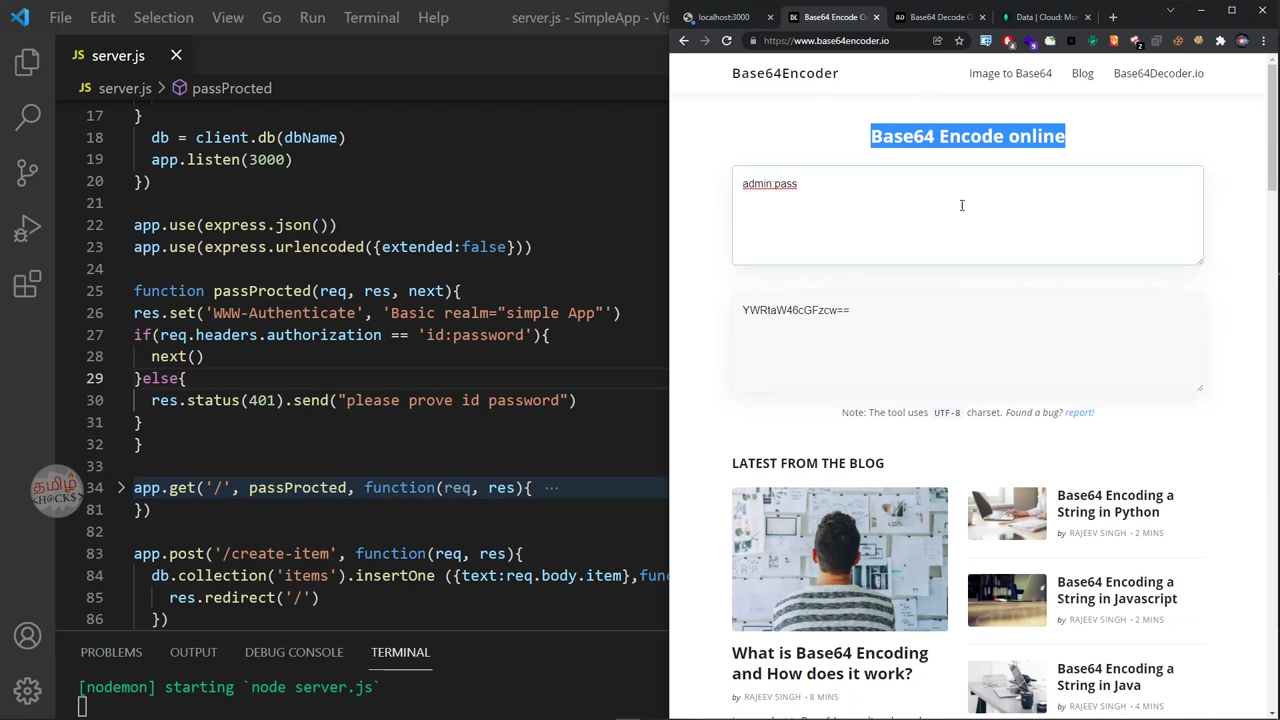 File Edit Selection View Go Run Terminal Help server.js - SimpleApp - Vis
JS server.js
JS server.js > passProcted
17 }
18 db = client.db(dbName)
19 app.listen(3000)
20 })
21
22 app.use(express.json())
23 app.use(express.urlencoded({extended:false}))
24
25 function passProcted(req, res, next){
26 res.set('WWW-Authenticate', 'Basic realm="simple App"')
27 if(req.headers.authorization == 'id:password'){
28 next()
29 }else{
30 res.status(401).send("please prove id password")
31 }
32 }
33
34 app.get('/', passProcted, function(req, res){ ...
81 })
82
83 app.post('/create-item', function(req, res){
84 db.collection('items').insertOne ({text:req.body.item},func
85 res.redirect('/')
86 })
தமிழ்
<H@CK$>
PROBLEMS OUTPUT DEBUG CONSOLE TERMINAL
[nodemon] starting `node server.js`
localhost:3000 Base64 Encode O Base64 Decode O Data | Cloud: Mo
https://www.base64encoder.io
Base64Encoder Image to Base64 Blog Base64Decoder.io
Base64 Encode online
admin:pass
YWRtaW46cGFzcw==
Note: The tool uses UTF-8 charset. Found a bug? report!
LATEST FROM THE BLOG
What is Base64 Encoding
and How does it work?
by RAJEEV SINGH • 8 MINS
Base64 Encoding a
String in Python
by RAJEEV SINGH • 2 MINS
Base64 Encoding a
String in Javascript
by RAJEEV SINGH • 2 MINS
Base64 Encoding a
String in Java
by RAJEEV SINGH • 4 MINS